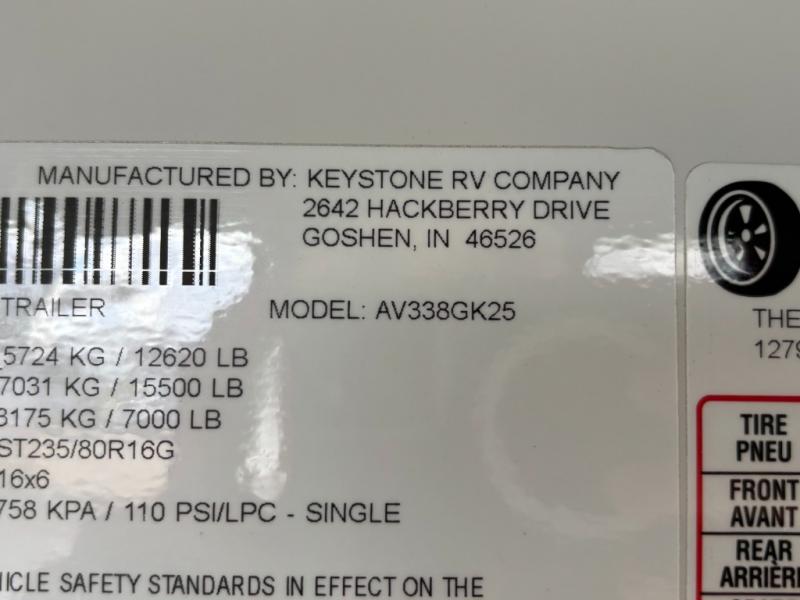 MANUFACTURED BY: KEYSTONE RV COMPANY
2642 HACKBERRY DRIVE
GOSHEN, IN 46526
TRAILER MODEL: AV338GK25
5724 KG / 12620 LB
7031 KG / 15500 LB
3175 KG / 7000 LB
ST235/80R16G
16x6
758 KPA / 110 PSI/LPC - SINGLE
VEHICLE SAFETY STANDARDS IN EFFECT ON THE
THE
1279
TIRE
PNEU
FRONT
AVANT
REAR
ARRIÈRE